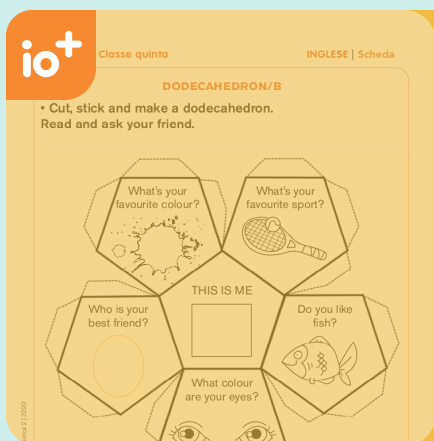 io+
Classe quinta
INGLESE | Scheda
DODECAHEDRON/B
▪ Cut, stick and make a dodecahedron.
Read and ask your friend.
What's your
favourite colour?
What's your
favourite sport?
THIS IS ME
Who is your
best friend?
Do you like
fish?
What colour
are your eyes?